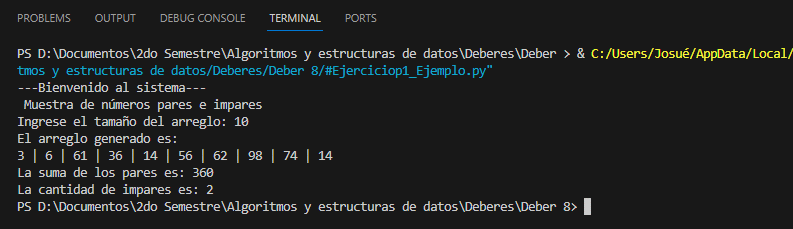 PROBLEMS OUTPUT DEBUG CONSOLE TERMINAL PORTS
PS D:\Documentos\2do Semestre\Algoritmos y estructuras de datos\Deberes\Deber > & C:/Users/Josué/AppData/Local/
tmos y estructuras de datos/Deberes/Deber 8/#Ejerciciop1_Ejemplo.py"
---Bienvenido al sistema---
Muestra de números pares e impares
Ingrese el tamaño del arreglo: 10
El arreglo generado es:
3 | 6 | 61 | 36 | 14 | 56 | 62 | 98 | 74 | 14
La suma de los pares es: 360
La cantidad de impares es: 2
PS D:\Documentos\2do Semestre\Algoritmos y estructuras de datos\Deberes\Deber 8>